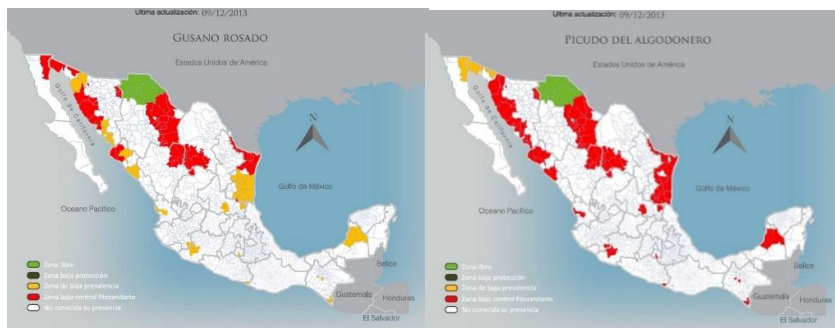 Ultima actualización: 09/12/2013
GUSANO ROSADO
Estados Unidos de América
Golfo de California
N
Golfo de México
Oceano Pacífico
Belice
Guatemala
Honduras
El Salvador
Zona libre
Zona bajo protección
Zona de baja prevalencia
Zona bajo control fitosanitario
No conocida su presencia
Ultima actualización: 09/12/2013
PICUDO DEL ALGODONERO
Estados Unidos de América
Golfo de California
N
Golfo de México
Oceano Pacífico
Belice
Guatemala
Honduras
El Salvador
Zona libre
Zona bajo protección
Zona de baja prevalencia
Zona bajo control fitosanitario
No conocida su presencia